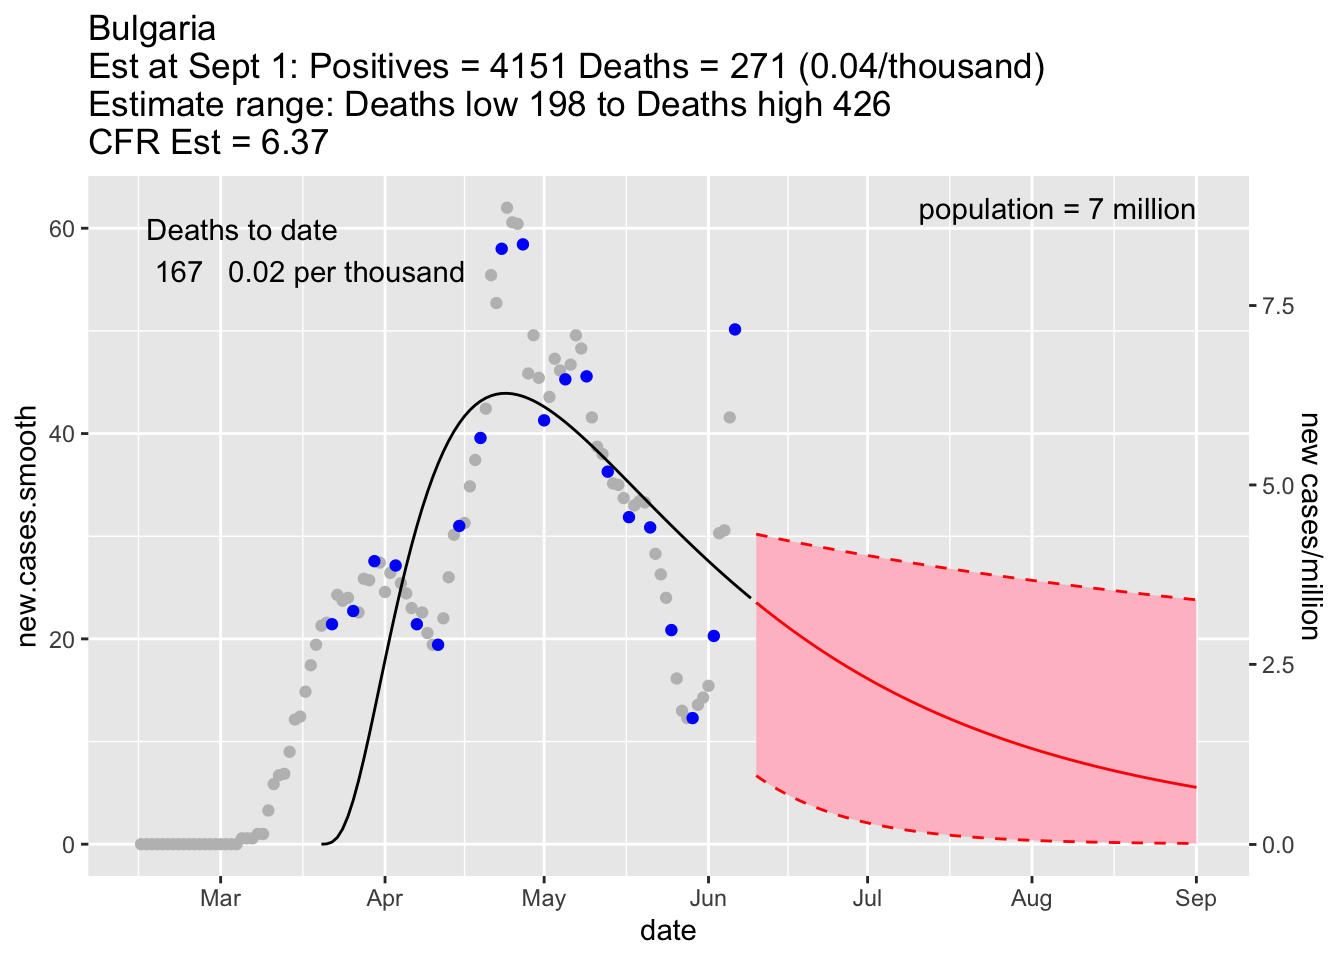 Bulgaria
Est at Sept 1: Positives = 4151 Deaths = 271 (0.04/thousand)
Estimate range: Deaths low 198 to Deaths high 426
CFR Est = 6.37
population = 7 million
Deaths to date
167 0.02 per thousand
new.cases.smooth
60
40
20
0
7.5
5.0
2.5
0.0
new cases/million
Mar Apr May Jun Jul Aug Sep
date